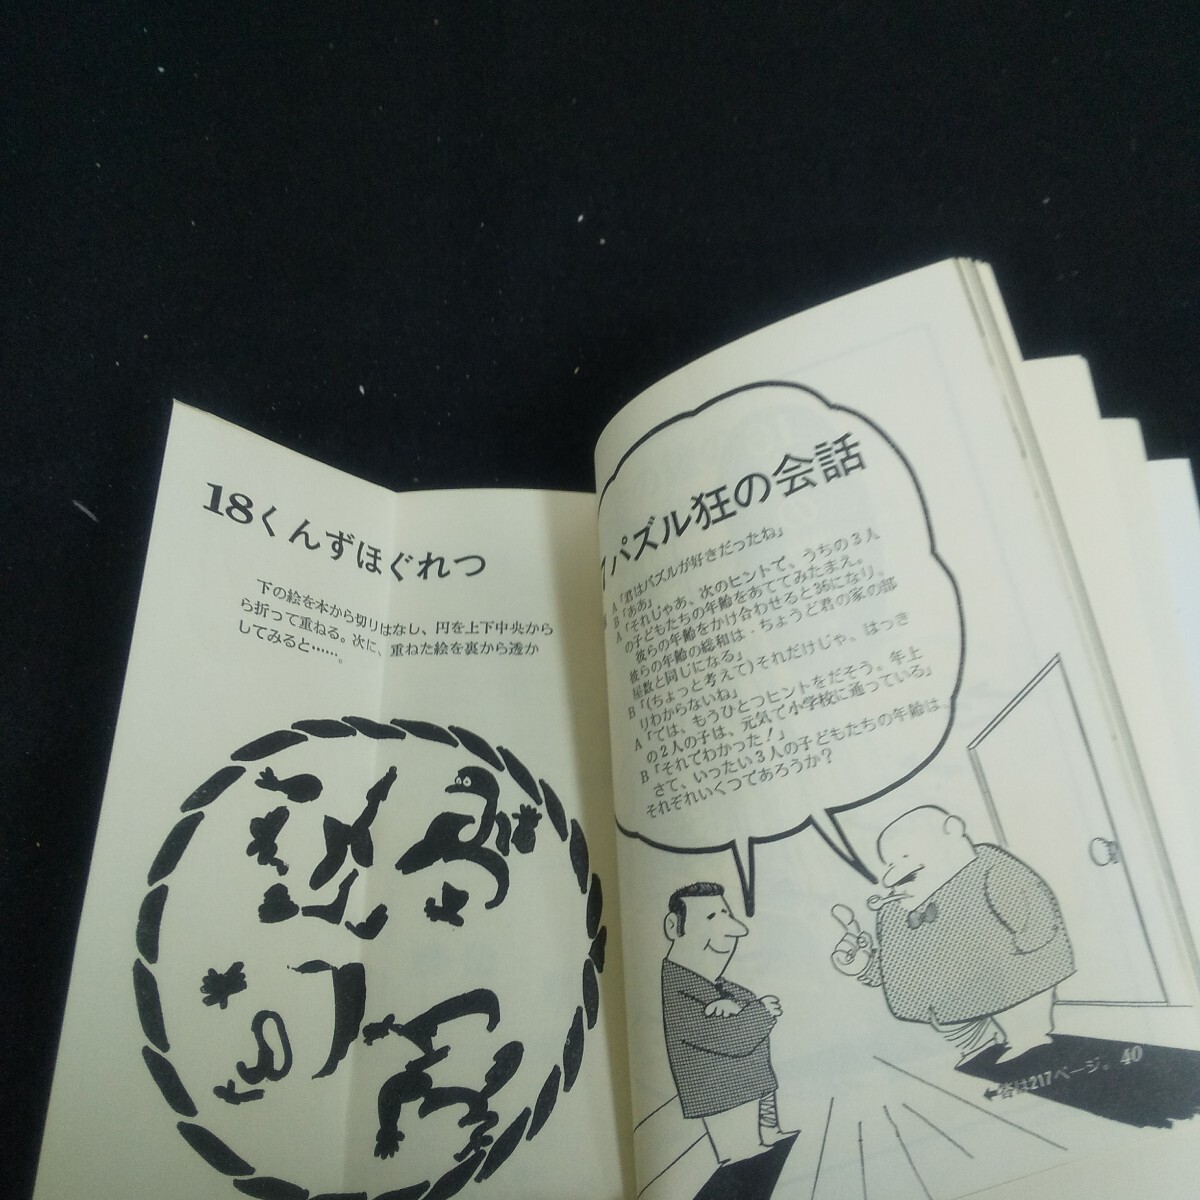 18くんずほぐれつ
下の絵を本から切りはなし、円を上下中央から
ら折って重ねる。次に、重ねた絵を裏から透か
してみると……。
パズル狂の会話
A「君はパズルが好きだったね」
B「ああ」
A「それじゃあ、次のヒントで、うちの3人
の子どもたちの年齢をあててみたまえ。
彼らの年齢をかけ合わせると36になり、
彼らの年齢の総和は、ちょうど君の家の部
屋数と同じになる」
B「(ちょっと考えて)それだけじゃ、はっき
りわからないね」
A「では、もうひとつヒントをだそう。年上
の2人の子は、元気で小学校に通っている」
B「それでわかった!」
さて、いったい3人の子どもたちの年齢は、
それぞれいくつであろうか?
←答は217ページ。 40